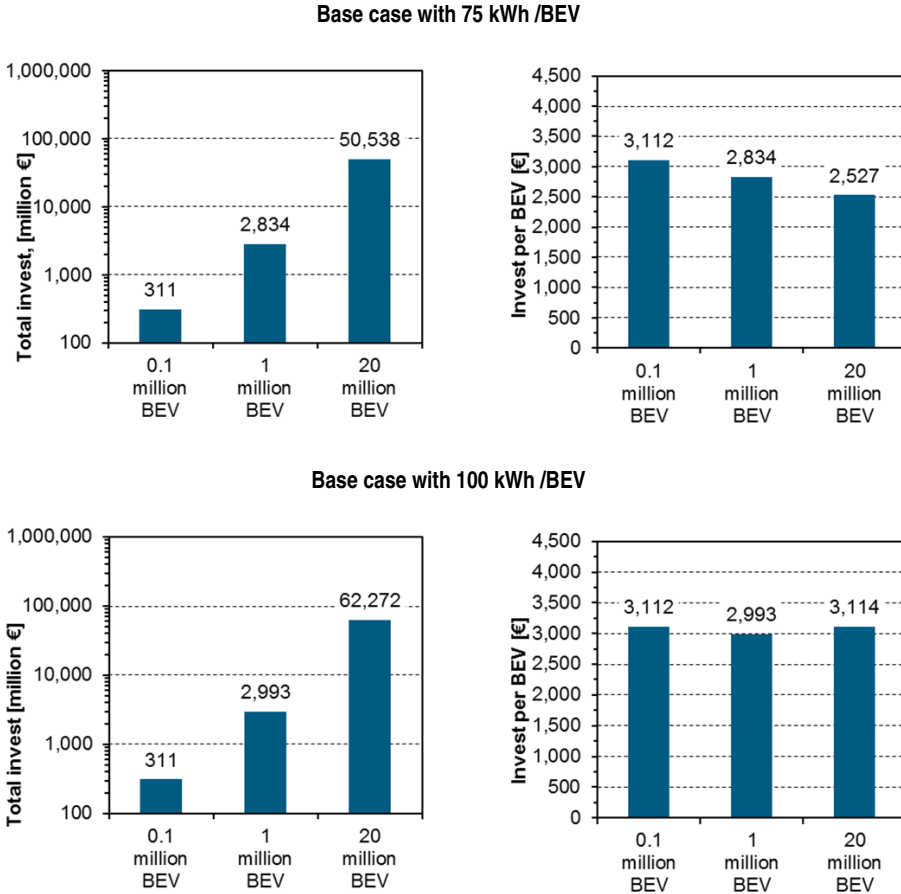 Base case with 75 kWh /BEV
Total invest, [million €]
1,000,000
100,000
10,000
1,000
100
311
2,834
50,538
0.1
million
BEV
1
million
BEV
20
million
BEV
Invest per BEV [€]
4,500
4,000
3,500
3,000
2,500
2,000
1,500
1,000
500
0
3,112
2,834
2,527
0.1
million
BEV
1
million
BEV
20
million
BEV
Base case with 100 kWh /BEV
Total invest [million €]
1,000,000
100,000
10,000
1,000
100
311
2,993
62,272
0.1
million
BEV
1
million
BEV
20
million
BEV
Invest per BEV [€]
4,500
4,000
3,500
3,000
2,500
2,000
1,500
1,000
500
0
3,112
2,993
3,114
0.1
million
BEV
1
million
BEV
20
million
BEV